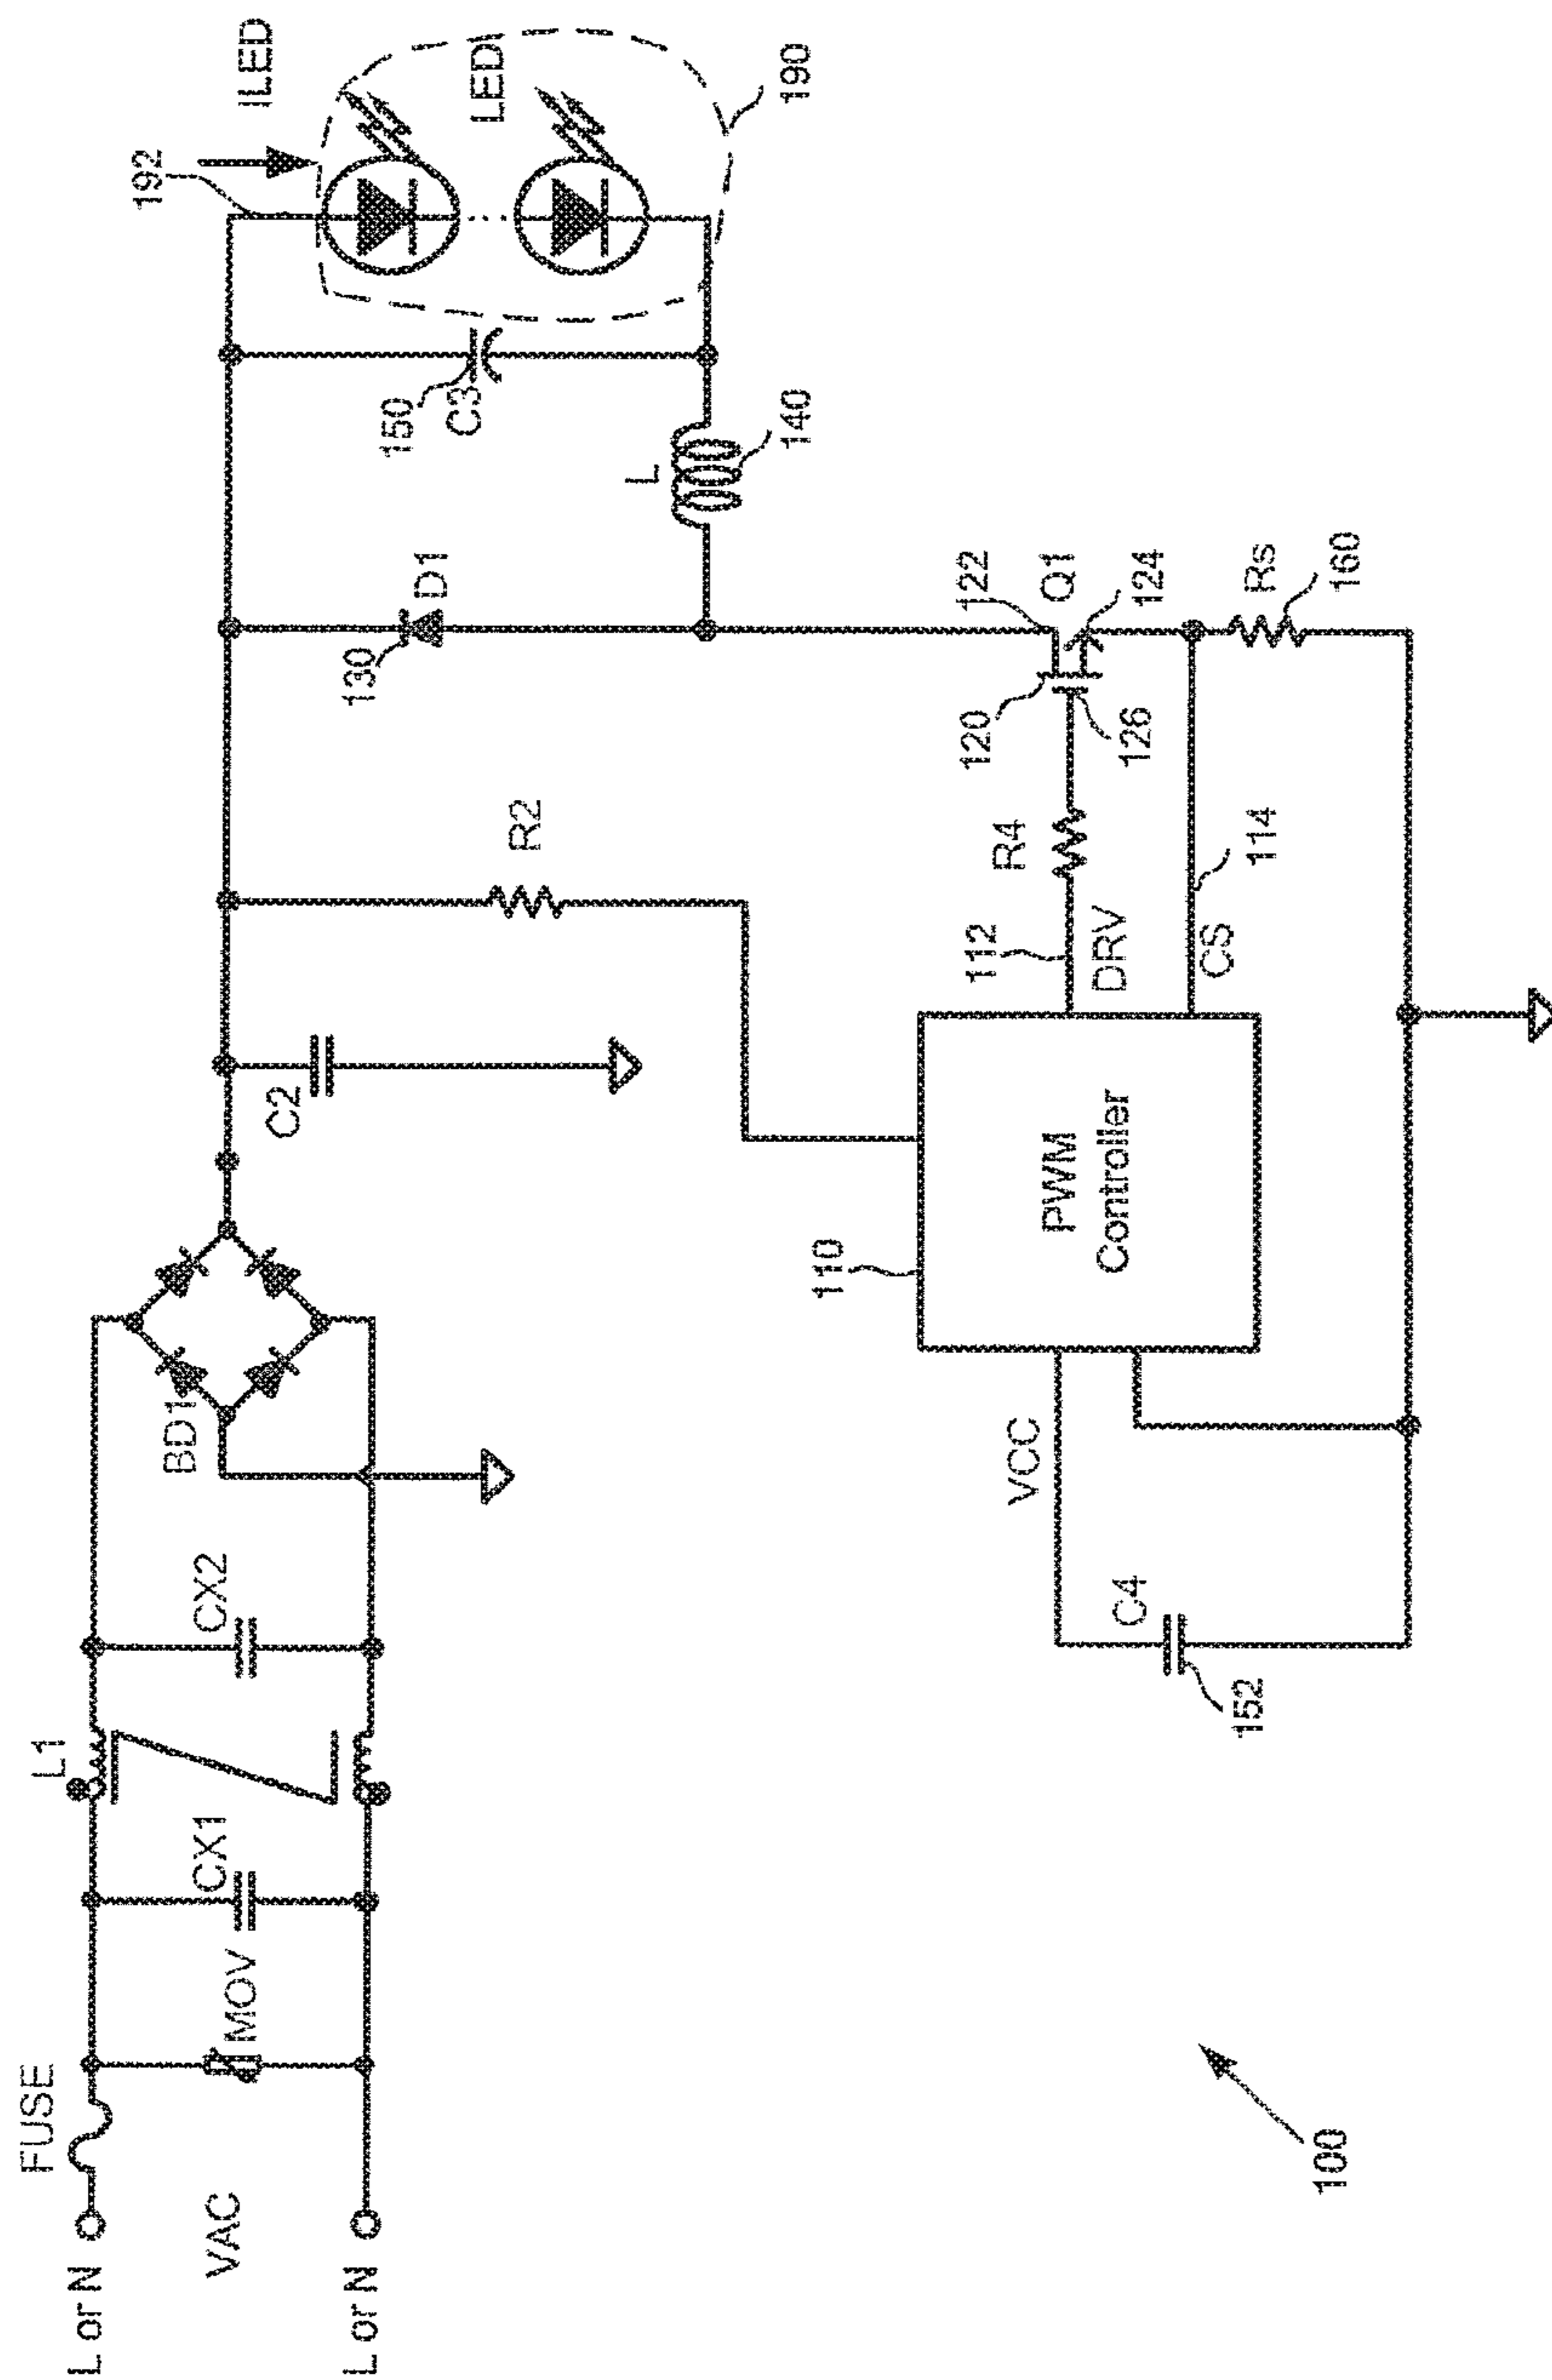 L or N
FUSE
VAC
L or N
MOV
CX1
L1
CX2
BD1
C2
R2
130
D1
150
C3
L
140
192
ILED
LED
190
110
PWM
Controller
VCC
C4
152
112
DRV
R4
CS
114
120
126
122
Q1
124
Rs
160
100